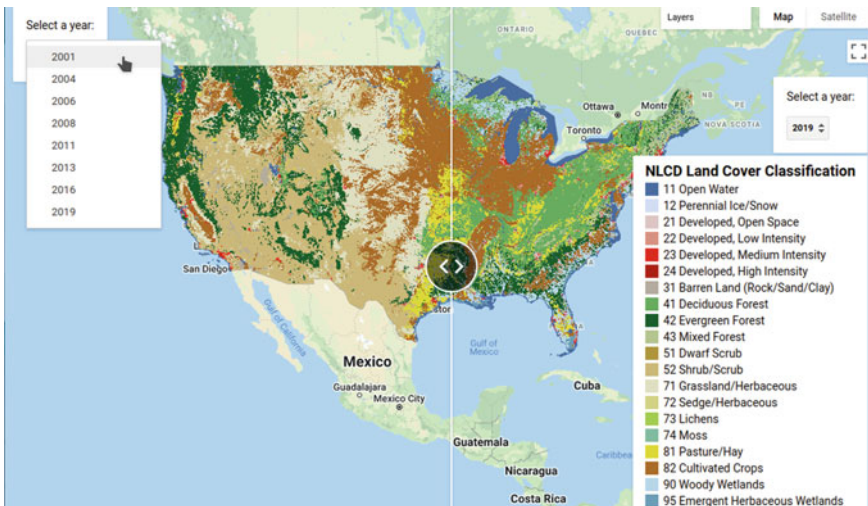 Select a year:
2001
2004
2006
2008
2011
2013
2016
2019
Layers
Map
Satellite
ONTARIO
QUEBEC
NB
PE
NOVA SCOTIA
Ottawa
Montr
Toronto
Select a year:
2019
San Diego
Gulf of California
Mexico
Guadalajara
Mexico City
Gulf of
Mexico
Cuba
Guatemala
Caribbea
Nicaragua
Costa Rica
NLCD Land Cover Classification
11 Open Water
12 Perennial Ice/Snow
21 Developed, Open Space
22 Developed, Low Intensity
23 Developed, Medium Intensity
24 Developed, High Intensity
31 Barren Land (Rock/Sand/Clay)
41 Deciduous Forest
42 Evergreen Forest
43 Mixed Forest
51 Dwarf Scrub
52 Shrub/Scrub
71 Grassland/Herbaceous
72 Sedge/Herbaceous
73 Lichens
74 Moss
81 Pasture/Hay
82 Cultivated Crops
90 Woody Wetlands
95 Emergent Herbaceous Wetlands